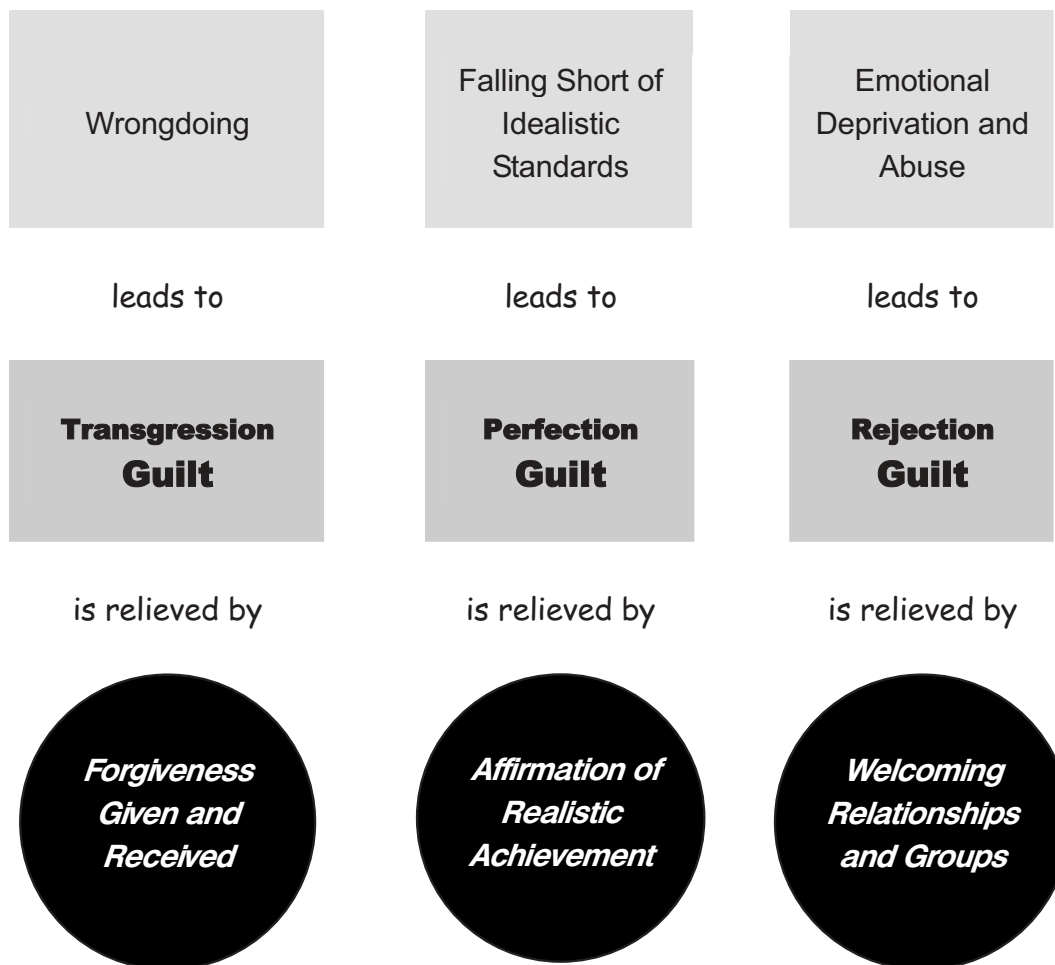 Wrongdoing
Falling Short of
Idealistic
Standards
Emotional
Deprivation and
Abuse
leads to
leads to
leads to
Transgression
Guilt
Perfection
Guilt
Rejection
Guilt
is relieved by
is relieved by
is relieved by
Forgiveness
Given and
Received
Affirmation of
Realistic
Achievement
Welcoming
Relationships
and Groups